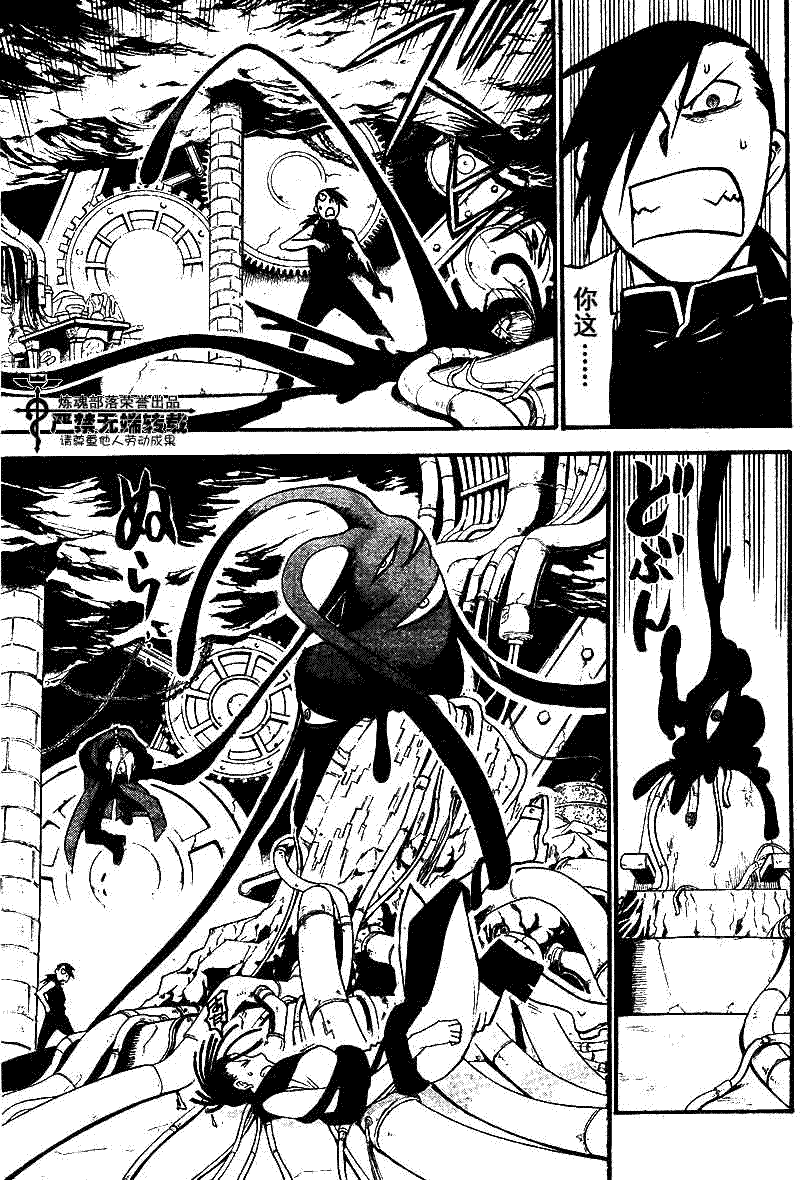 你这……
炼魂部落荣誉出品
严禁无端转载
请尊重他人劳动成果
どぷん
ぬらぁ